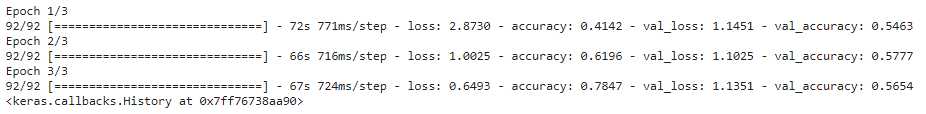 Epoch 1/3
92/92 [==============================] - 72s 771ms/step - loss: 2.8730 - accuracy: 0.4142 - val_loss: 1.1451 - val_accuracy: 0.5463
Epoch 2/3
92/92 [==============================] - 66s 716ms/step - loss: 1.0025 - accuracy: 0.6196 - val_loss: 1.1025 - val_accuracy: 0.5777
Epoch 3/3
92/92 [==============================] - 67s 724ms/step - loss: 0.6493 - accuracy: 0.7847 - val_loss: 1.1351 - val_accuracy: 0.5654
<keras.callbacks.History at 0x7ff76738aa90>